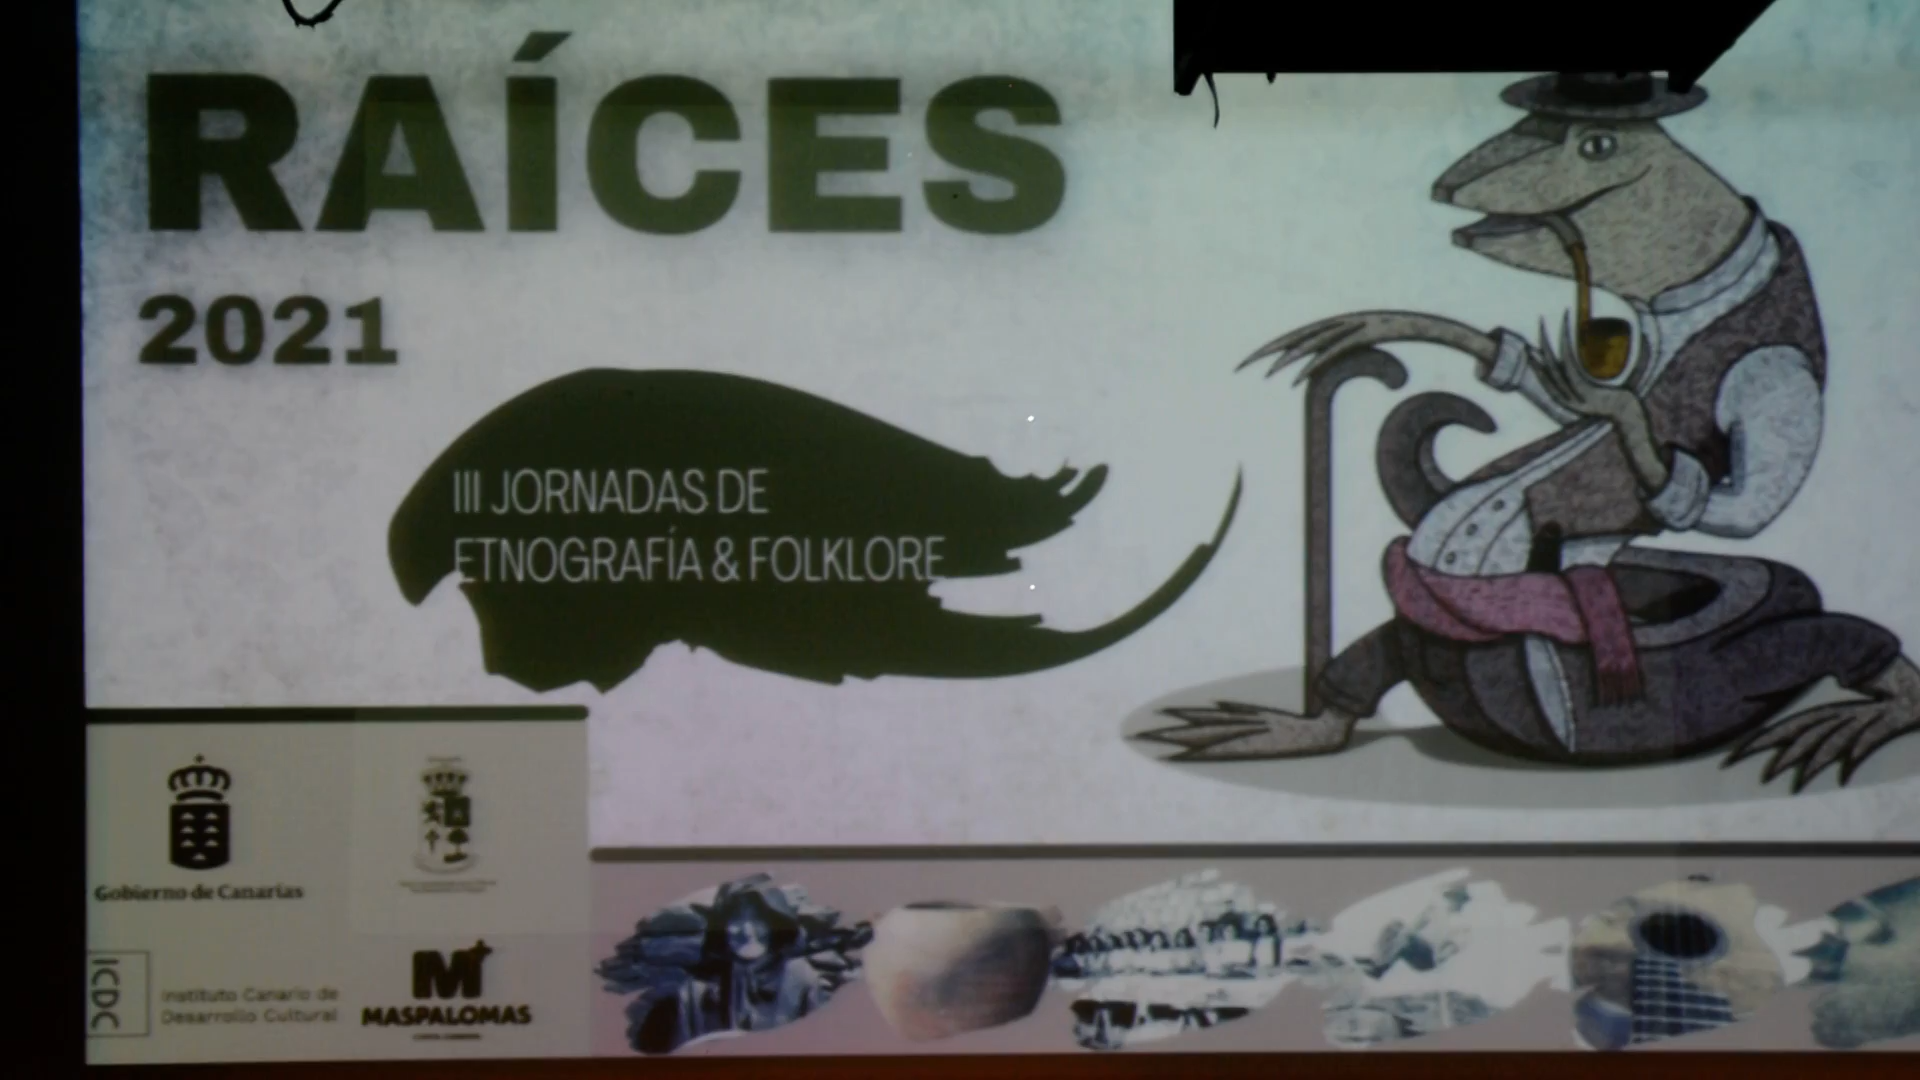 RAÍCES
2021
III JORNADAS DE
ETNOGRAFÍA & FOLKLORE
Gobierno de Canarias
ICDC
Instituto Canario de
Desarrollo Cultural
M+
MASPALOMAS